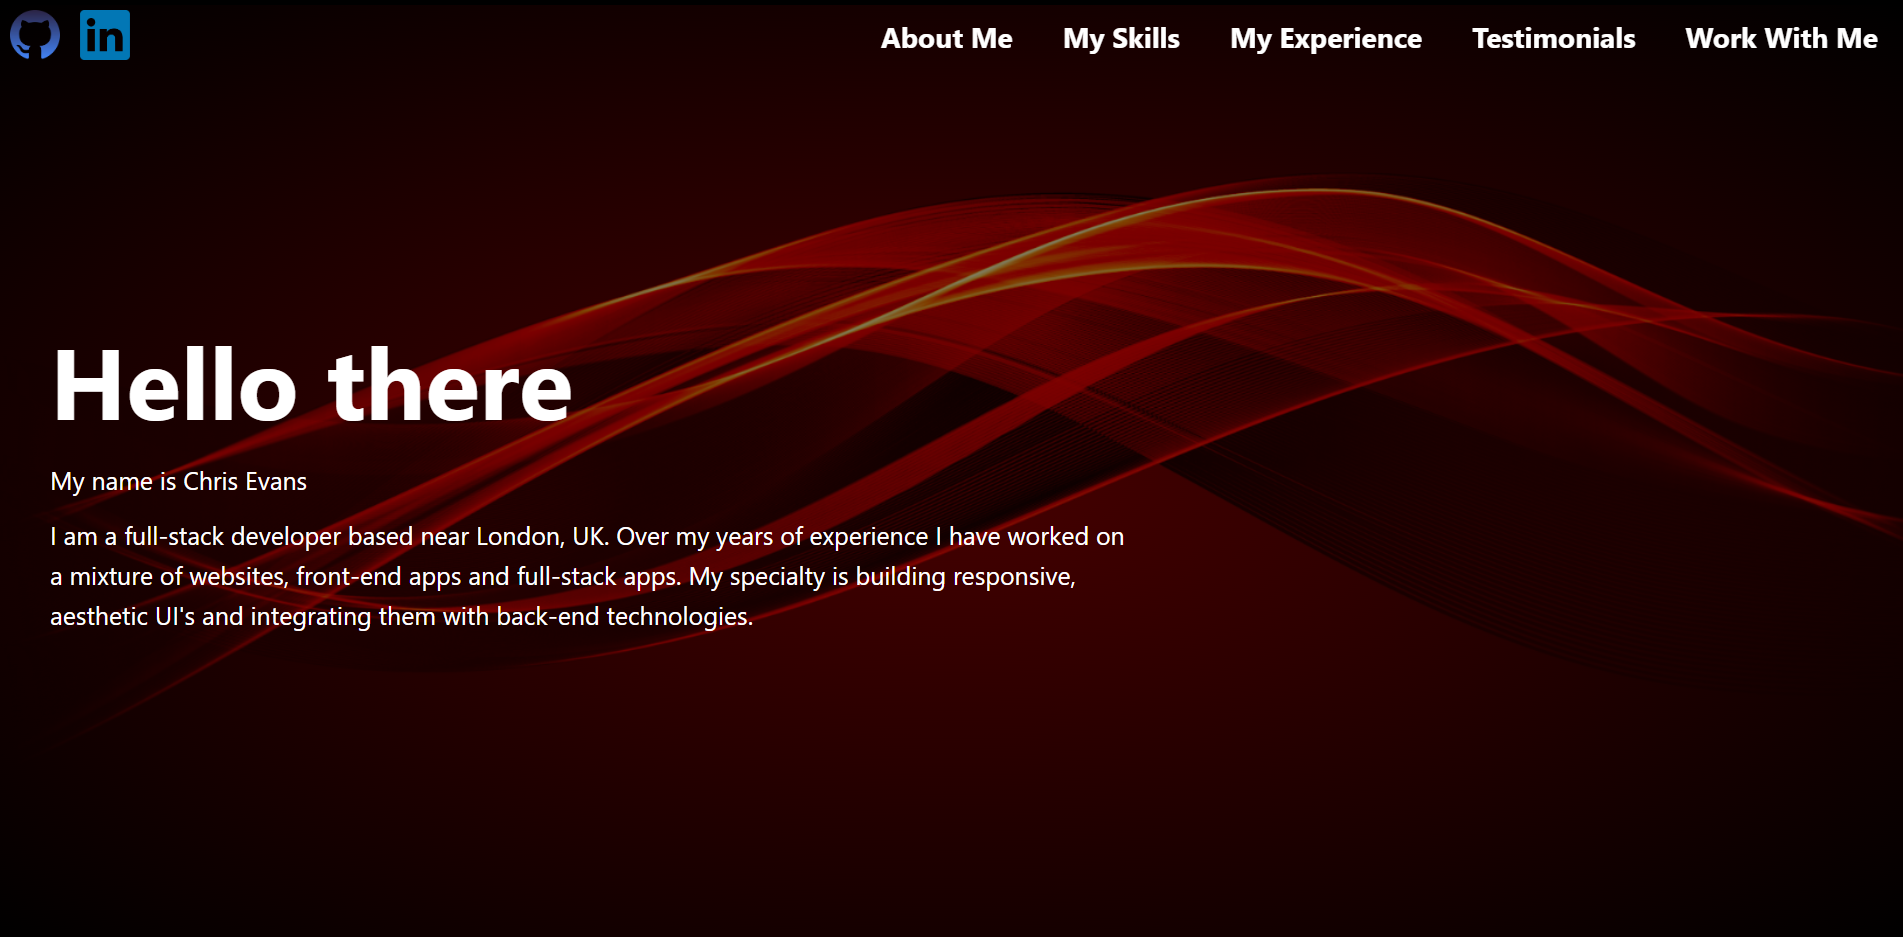 in
About Me
My Skills
My Experience
Testimonials
Work With Me
Hello there
My name is Chris Evans
I am a full-stack developer based near London, UK. Over my years of experience I have worked on
a mixture of websites, front-end apps and full-stack apps. My specialty is building responsive,
aesthetic UI's and integrating them with back-end technologies.